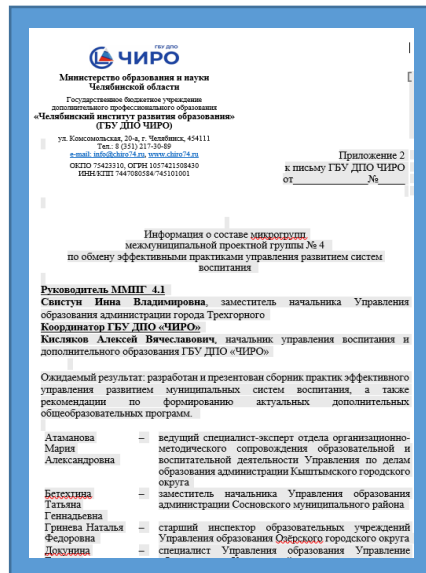 ГБУ ДПО
ЧИРО
Министерство образования и науки
Челябинской области
Государственное бюджетное учреждение
дополнительного профессионального образования
«Челябинский институт развития образования»
(ГБУ ДПО ЧИРО)
ул. Комсомольская, 20-а, г. Челябинск, 454111
Тел.: 8 (351) 217-30-89
e-mail: info@chiro74.ru, www.chiro74.ru
ОКПО 75423310, ОГРН 1057421508430
ИНН/КПП 7447080584/745101001
Приложение 2
к письму ГБУ ДПО ЧИРО
от________ №________
Информация о составе микрогрупп
межмуниципальной проектной группы № 4
по обмену эффективными практиками управления развитием систем
воспитания
Руководитель ММПГ 4.1
Свистун Инна Владимировна, заместитель начальника Управления
образования администрации города Трехгорного
Координатор ГБУ ДПО «ЧИРО»
Кисляков Алексей Вячеславович, начальник управления воспитания и
дополнительного образования ГБУ ДПО «ЧИРО»
Ожидаемый результат: разработан и презентован сборник практик эффективного
управления развитием муниципальных систем воспитания, а также
рекомендации по формированию актуальных дополнительных
общеобразовательных программ.
Атаманова – ведущий специалист-эксперт отдела организационно-
Мария методического сопровождения образовательной и
Александровна воспитательной деятельности Управления по делам
образования администрации Кыштымского городского
округа
Бетехтина – заместитель начальника Управления образования
Татьяна администрации Сосновского муниципального района
Геннадьевна
Гринева Наталья – старший инспектор образовательных учреждений
Федоровна Управления образования Озёрского городского округа
Докунина – специалист Управления образования Управление